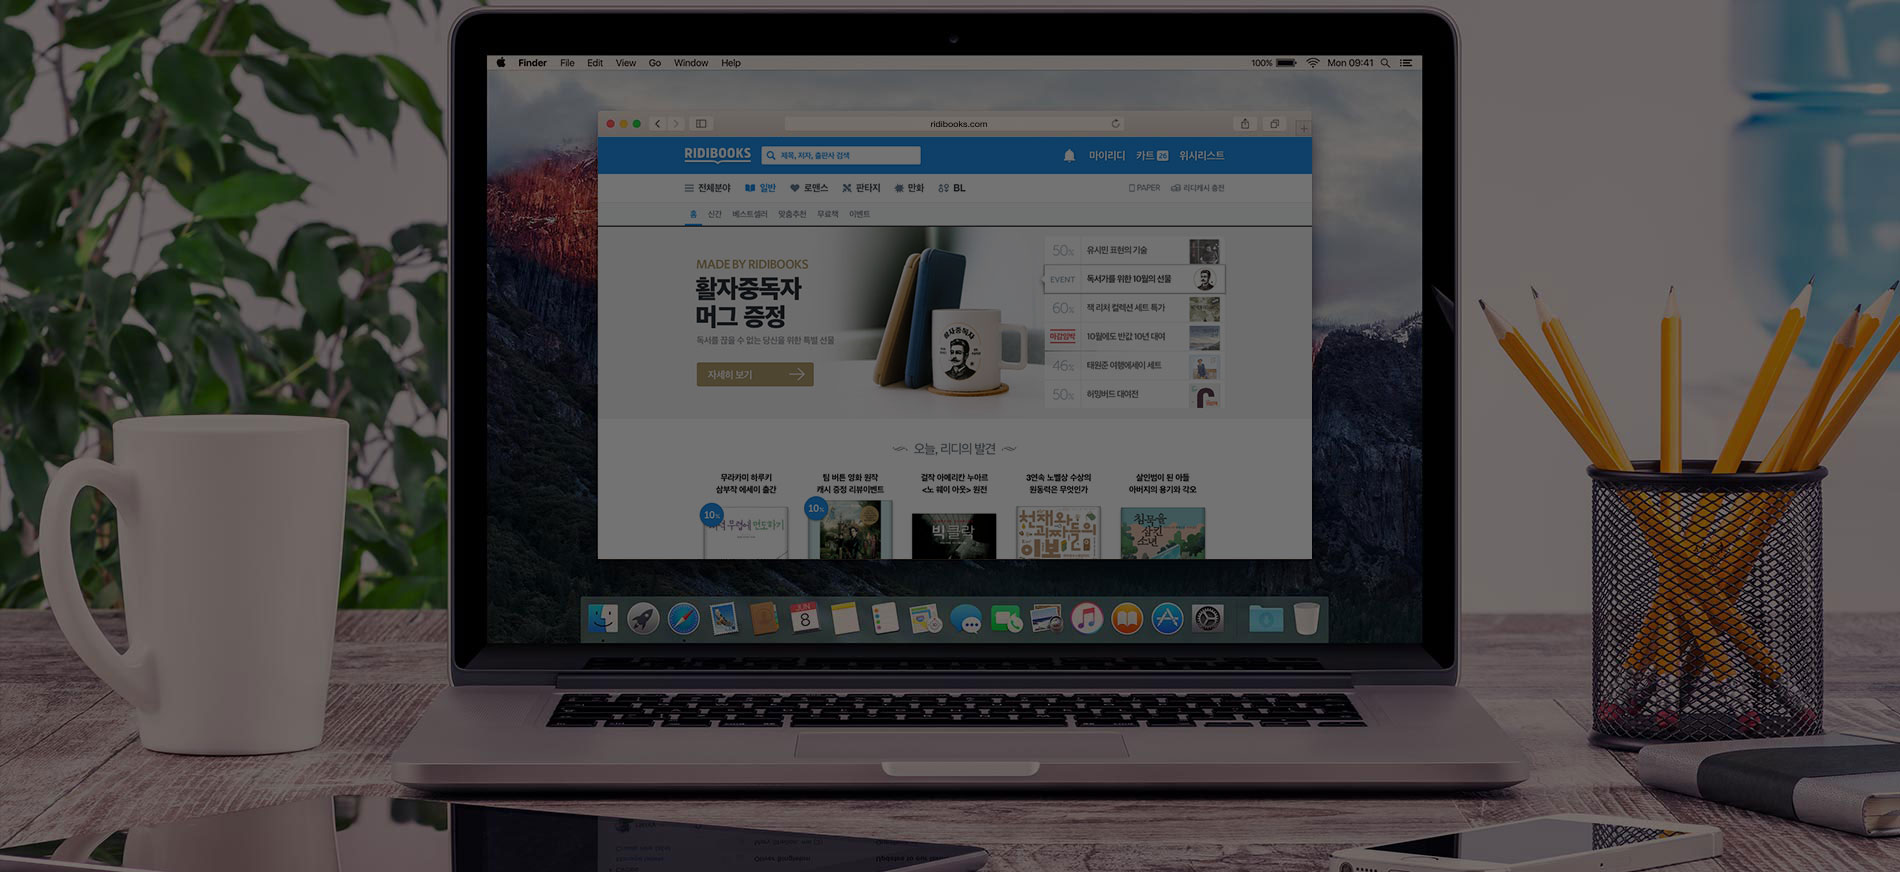 Finder File Edit View Go Window Help
100% Mon 09:41
ridibooks.com
RIDIBOOKS 제목, 저자, 출판사 검색 마이리디 카트 26 위시리스트
전체분야 일반 로맨스 판타지 만화 BL PAPER 리디캐시 충전
홈 신간 베스트셀러 맞춤추천 무료책 이벤트
MADE BY RIDIBOOKS
활자중독자
머그 증정
독서를 끊을 수 없는 당신을 위한 특별 선물
자세히 보기
활자중독자
50% 유시민 표현의 기술
EVENT 독서가를 위한 10월의 선물
60% 잭 리처 컬렉션 세트 특가
마감임박 10월에도 반값 10년 대여
46% 태원준 여행에세이 세트
50% 허밍버드 대여전
오늘, 리디의 발견
무라카미 하루키
삼부작 에세이 출간
팀 버튼 영화 원작
캐시 증정 리뷰이벤트
걸작 아메리칸 누아르
<노 웨이 아웃> 원전
3연속 노벨상 수상의
원동력은 무엇인가
살인범이 된 아들
아버지의 용기와 각오
10%
10%
빅 클락
천재와
괴짜들의
일본
침묵을
삼킨
소년
JUN
8